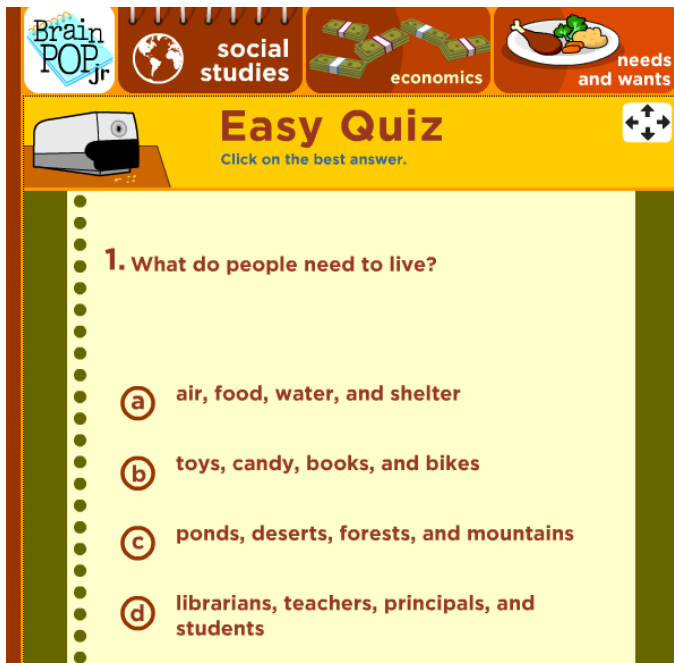 Brain
POP.jr
social
studies
economics
needs
and wants
Easy Quiz
Click on the best answer.
1. What do people need to live?
a air, food, water, and shelter
b toys, candy, books, and bikes
c ponds, deserts, forests, and mountains
d librarians, teachers, principals, and
students